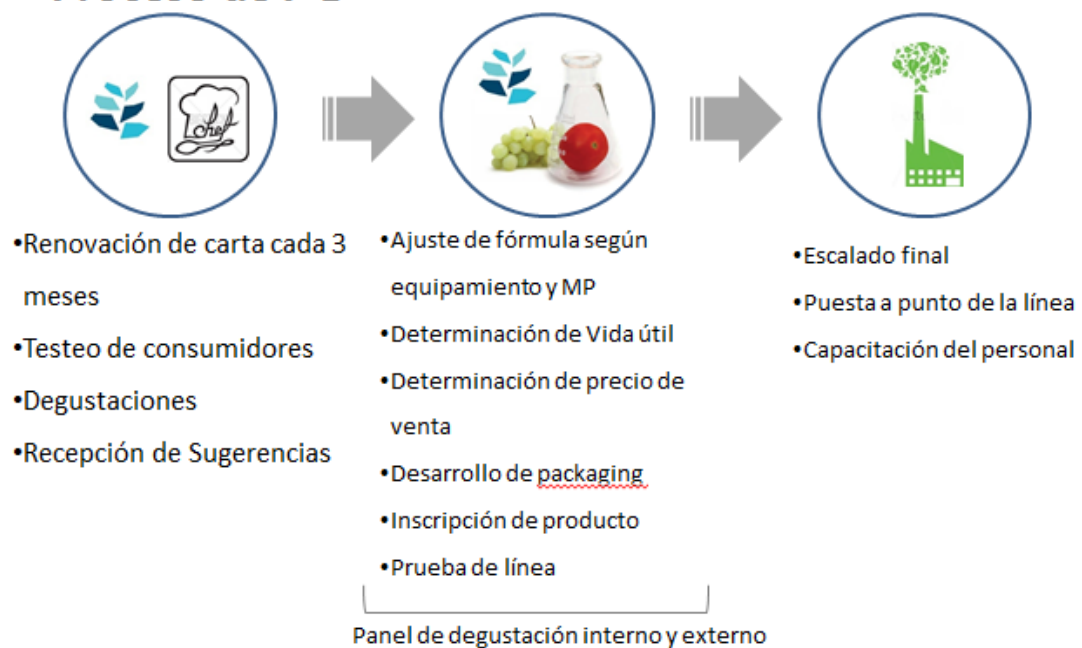 chef
•Renovación de carta cada 3
meses
•Testeo de consumidores
•Degustaciones
•Recepción de Sugerencias
•Ajuste de fórmula según
equipamiento y MP
•Determinación de Vida útil
•Determinación de precio de
venta
•Desarrollo de packaging
•Inscripción de producto
•Prueba de línea
Panel de degustación interno y externo
•Escalado final
•Puesta a punto de la línea
•Capacitación del personal